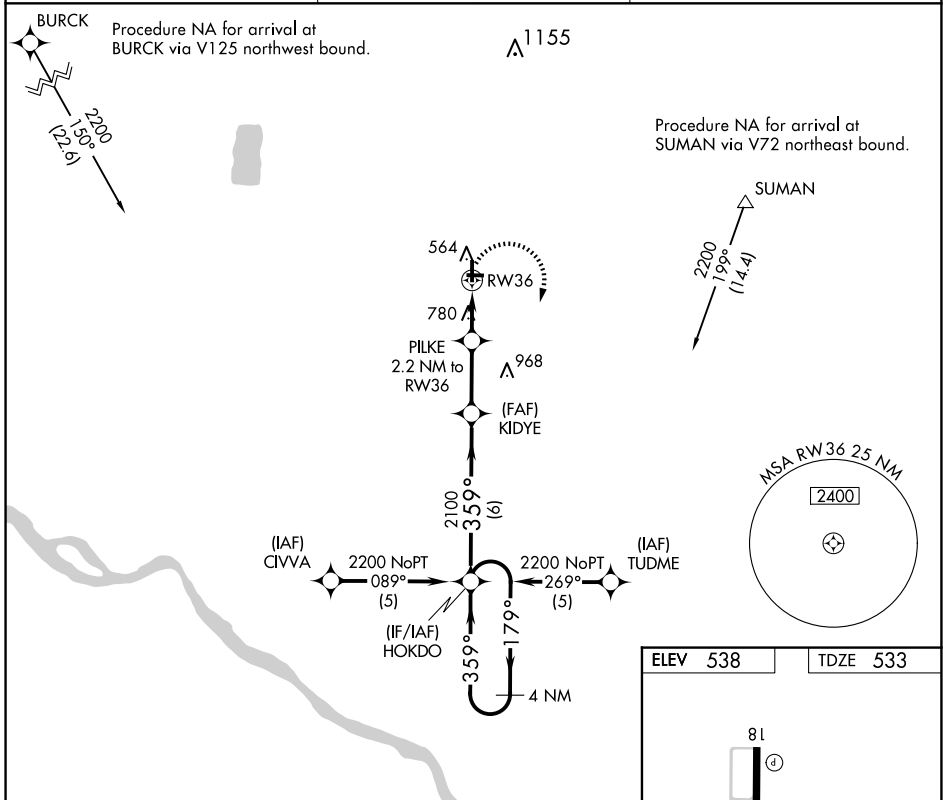 BURCK
Procedure NA for arrival at
BURCK via V125 northwest bound.
1155
2200
150°
(22.6)
Procedure NA for arrival at
SUMAN via V72 northeast bound.
SUMAN
2200
199°
(14.4)
564
RW36
780
PILKE
2.2 NM to
RW36
968
(FAF)
KIDYE
MSA RW36 25 NM
2400
2100
359°
(6)
(IAF)
CIVVA
2200 NoPT
089°
(5)
2200 NoPT
269°
(5)
(IAF)
TUDME
(IF/IAF)
HOKDO
359°
179°
4 NM
ELEV 538
TDZE 533
18
P